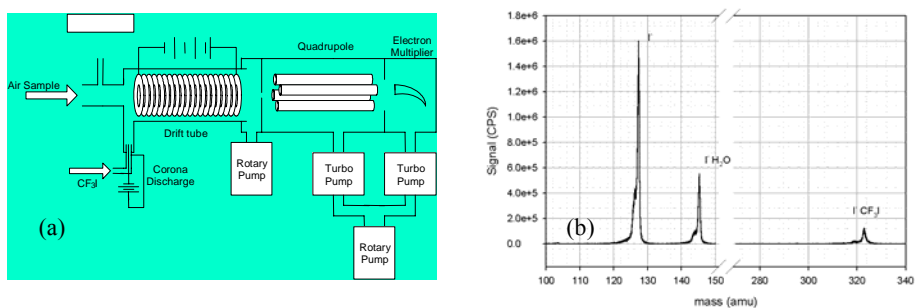 Quadrupole
Electron
Multiplier
Air Sample
Drift tube
CF3I
Corona
Discharge
Rotary
Pump
Turbo
Pump
Turbo
Pump
Rotary
Pump
(a)
1.8e+6
1.6e+6
1.4e+6
1.2e+6
1.0e+6
8.0e+5
6.0e+5
4.0e+5
2.0e+5
0.0
Signal (CPS)
I-
I-H2O
I-CF3I
(b)
100 110 120 130 140 150 280 300 320 340
mass (amu)